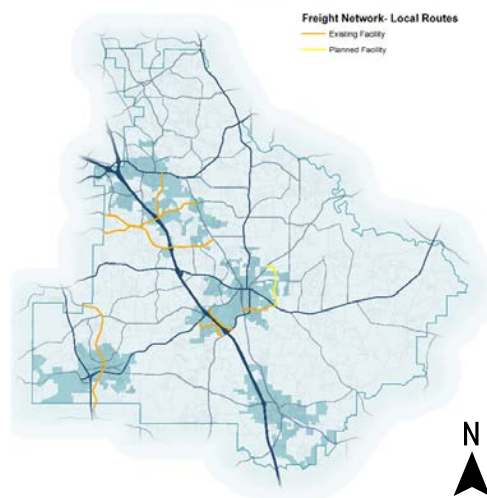 Freight Network- Local Routes
Existing Facility
Planned Facility
N